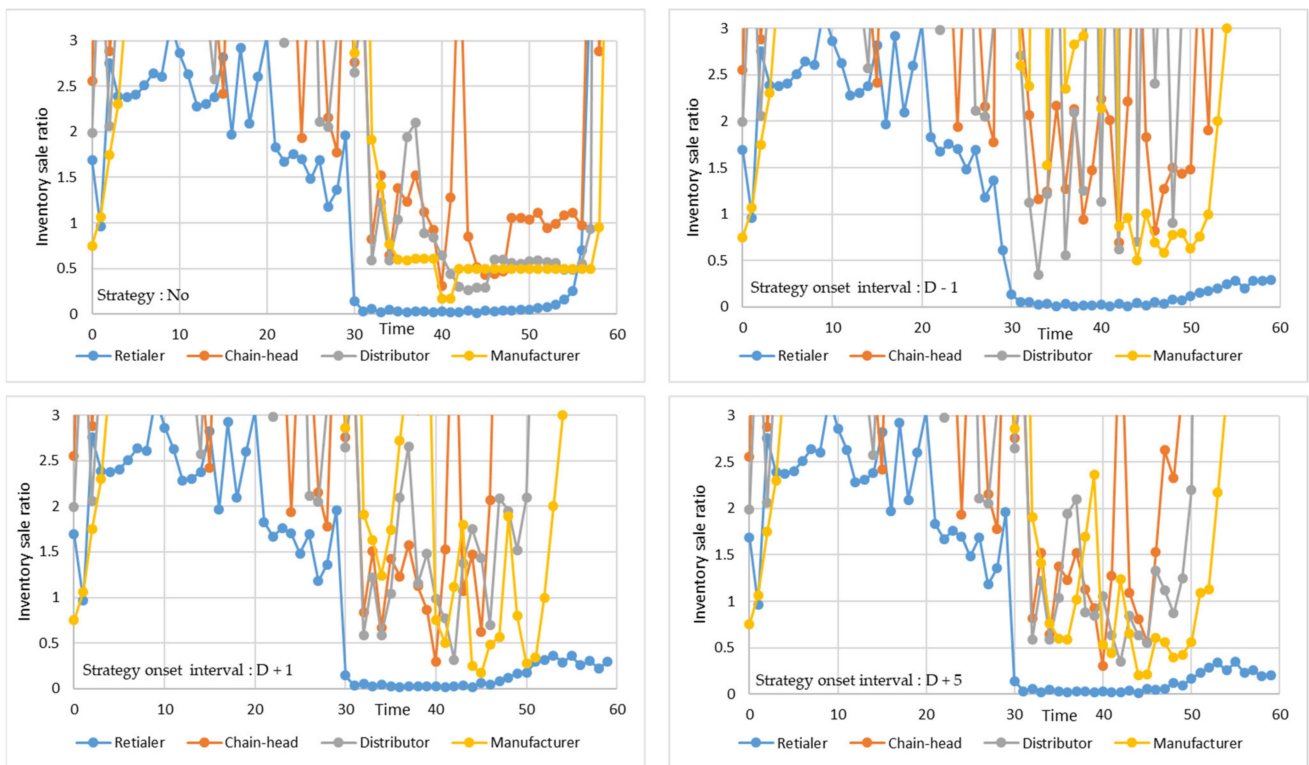 3
2.5
2
1.5
1
0.5
0
Inventory sale ratio
Strategy : No
0 10 20 30 40 50 60
Time
Retialer Chain-head Distributor Manufacturer
3
2.5
2
1.5
1
0.5
0
Inventory sale ratio
Strategy onset interval : D - 1
0 10 20 30 40 50 60
Time
Retialer Chain-head Distributor Manufacturer
3
2.5
2
1.5
1
0.5
0
Inventory sale ratio
Strategy onset interval : D + 1
0 10 20 30 40 50 60
Time
Retialer Chain-head Distributor Manufacturer
3
2.5
2
1.5
1
0.5
0
Inventory sale ratio
Strategy onset interval : D + 5
0 10 20 30 40 50 60
Time
Retialer Chain-head Distributor Manufacturer